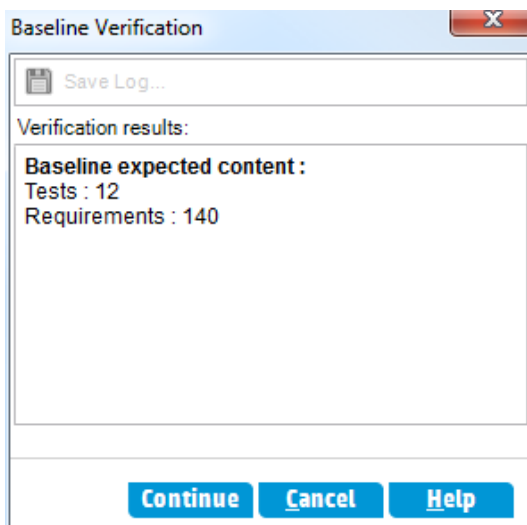 Baseline Verification
x
Save Log...
Verification results:
Baseline expected content :
Tests : 12
Requirements : 140
Continue Cancel Help